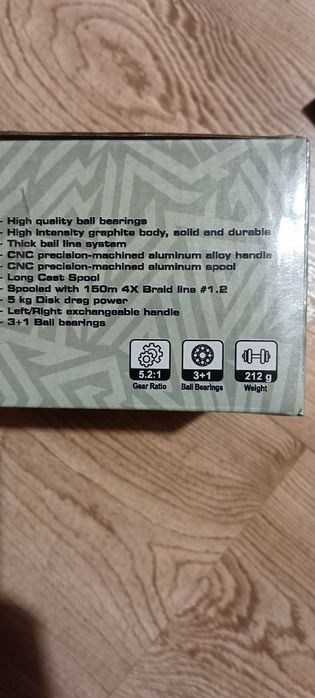 - High quality ball bearings
- High intensity graphite body, solid and durable
- Thick ball line system
- CNC precision-machined aluminum alloy handle
- CNC precision-machined aluminum spool
- Long Cast Spool
- Spooled with 150m 4X Braid line #1.2
- 5 kg Disk drag power
- Left/Right exchangeable handle
- 3+1 Ball bearings
5.2:1 3+1 212 g
Gear Ratio Ball Bearings Weight